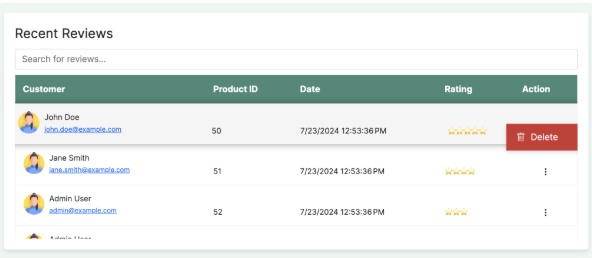 Recent Reviews
Search for reviews...
Customer Product ID Date Rating Action
John Doe
john.doe@example.com 50 7/23/2024 12:53:36 PM Delete
Jane Smith
jane.smith@example.com 51 7/23/2024 12:53:36 PM
Admin User
admin@example.com 52 7/23/2024 12:53:36 PM
Admin User